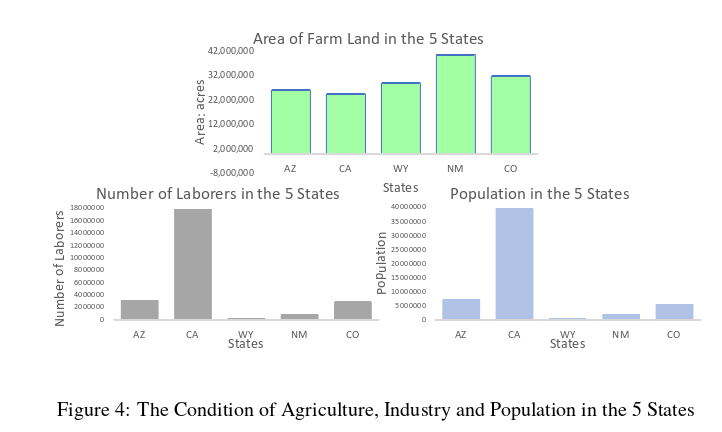 Area of Farm Land in the 5 States
Area: acres
42,000,000
32,000,000
22,000,000
12,000,000
2,000,000
-8,000,000
AZ CA WY NM CO
States
Number of Laborers in the 5 States
Number of Laborers
18000000
16000000
14000000
12000000
10000000
8000000
6000000
4000000
2000000
0
AZ CA WY NM CO
States
Population in the 5 States
Population
40000000
35000000
30000000
25000000
20000000
15000000
10000000
5000000
0
AZ CA WY NM CO
States
Figure 4: The Condition of Agriculture, Industry and Population in the 5 States